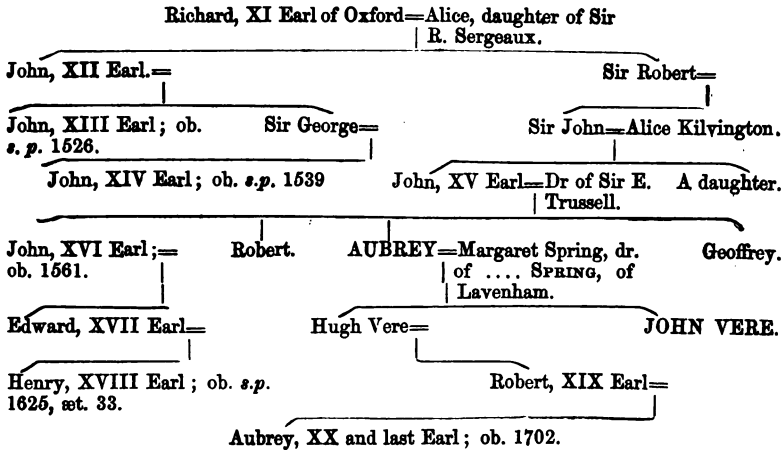 Richard, XI Earl of Oxford=Alice, daughter of Sir
R. Sergeaux.
John, XII Earl.=
Sir Robert=
John, XIII Earl; ob.
s. p. 1526.
Sir George=
Sir John=Alice Kilvington.
John, XIV Earl; ob. s.p. 1539
John, XV Earl=Dr of Sir E.
Trussell.
A daughter.
John, XVI Earl;=
ob. 1561.
Robert.
AUBREY=Margaret Spring, dr.
of .... SPRING, of
Lavenham.
Geoffrey.
Edward, XVII Earl=
Hugh Vere=
JOHN VERE.
Henry, XVIII Earl; ob. s.p.
1625, æt. 33.
Robert, XIX Earl=
Aubrey, XX and last Earl; ob. 1702.